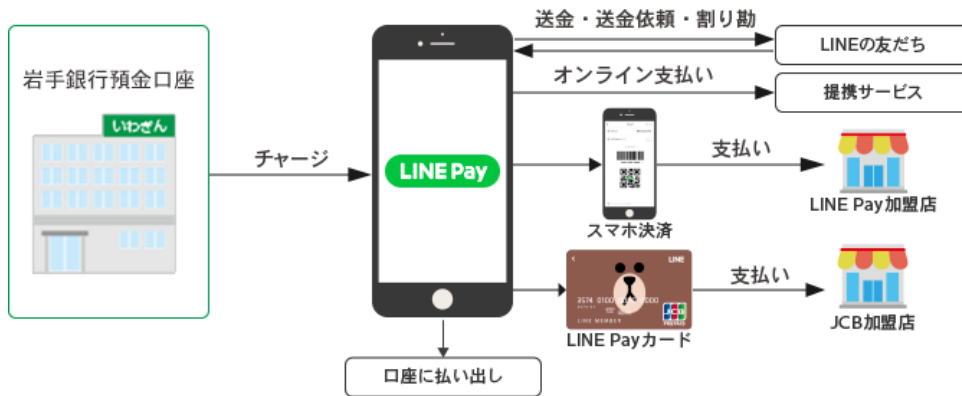 岩手銀行預金口座
いわぎん
チャージ
LINE Pay
送金・送金依頼・割り勘
LINEの友だち
オンライン支払い
提携サービス
スマホ決済
支払い
LINE Pay加盟店
LINE
JCB
LINE MEMBER
LINE Payカード
支払い
JCB加盟店
口座に払い出し